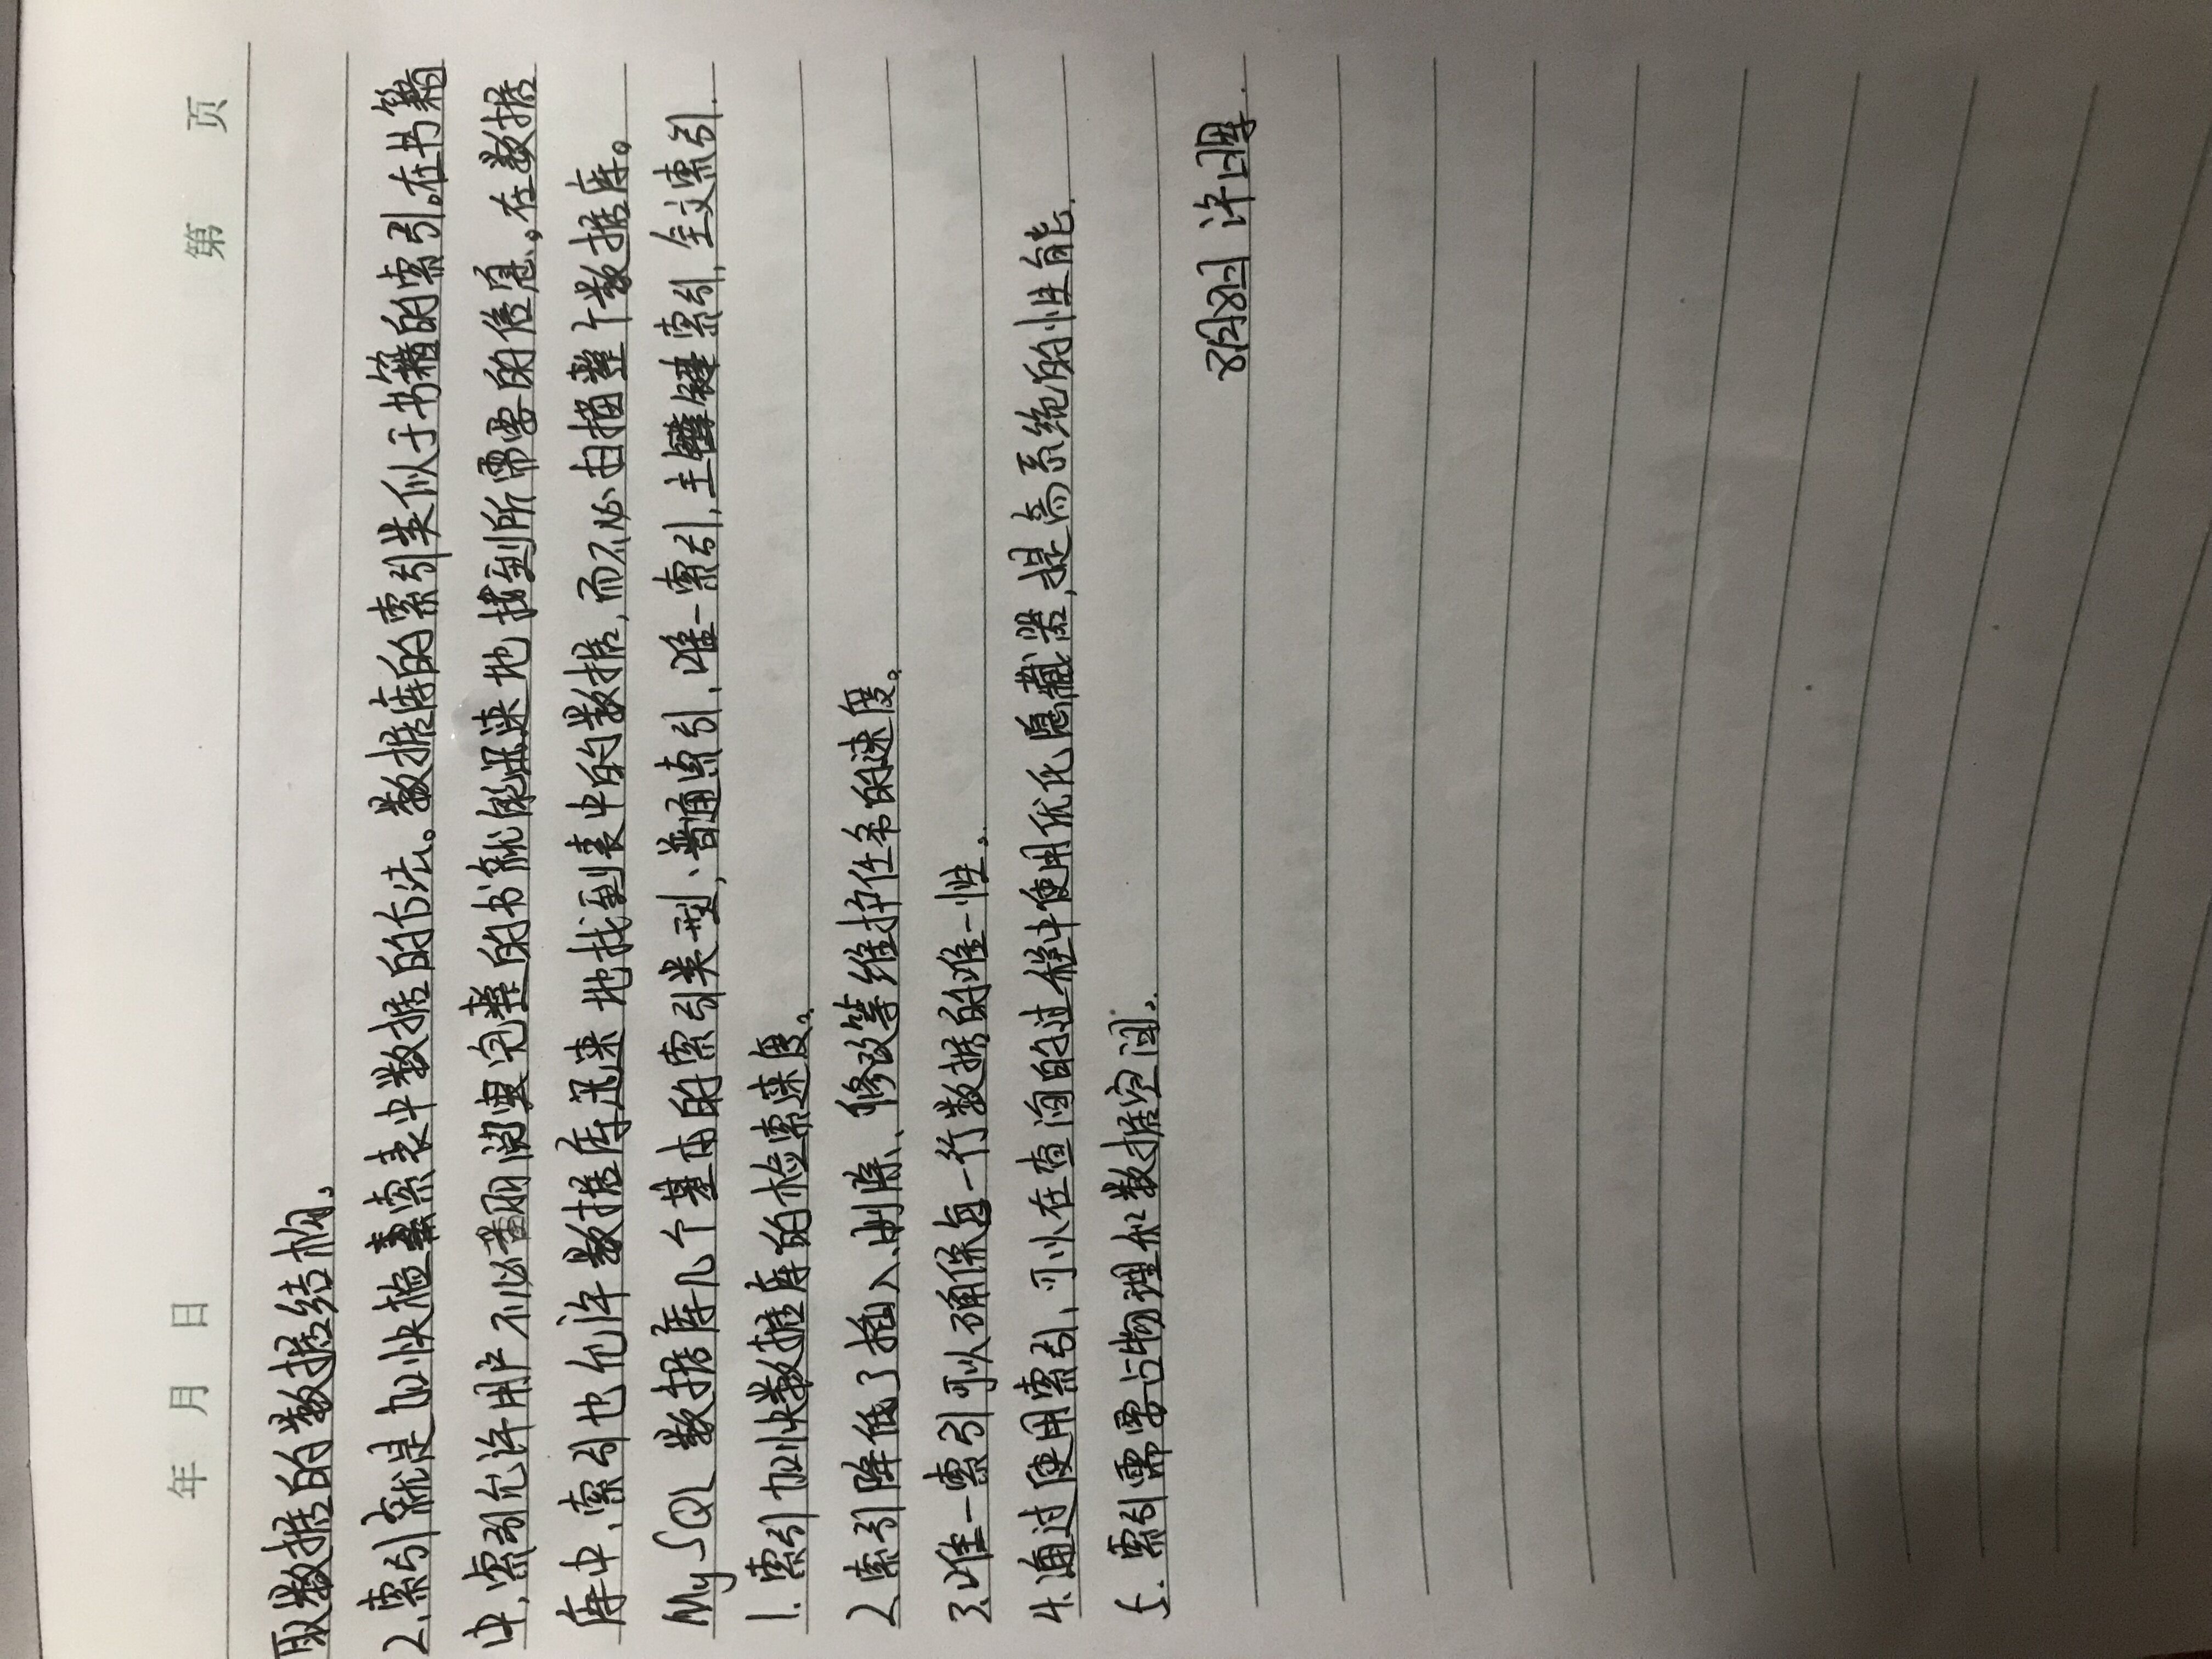 年 月 日 第 页
取数据的数据结构。
2.索引就是加快检索表中数据的方法。数据库的索引类似于书籍的索引。在书籍
中,索引允许用户不必翻阅完整的书就能迅速地找到所需要的信息。在数据
库中,索引也允许数据库迅速地找到表中的数据,而不必扫描整个数据库。
MySQL 数据库几个基本的索引类型:普通索引,唯一索引,主键索引,全文索引.
1.索引加快数据库的检索速度。
2.索引降低了插入、删除、修改等维护任务的速度。
3.唯一索引可以确保每一行数据的唯一性。
4.通过使用索引,可以在查询的过程中使用优化隐藏器,提高系统的性能.
5.索引需要占物理和数据空间。
8月8日 许